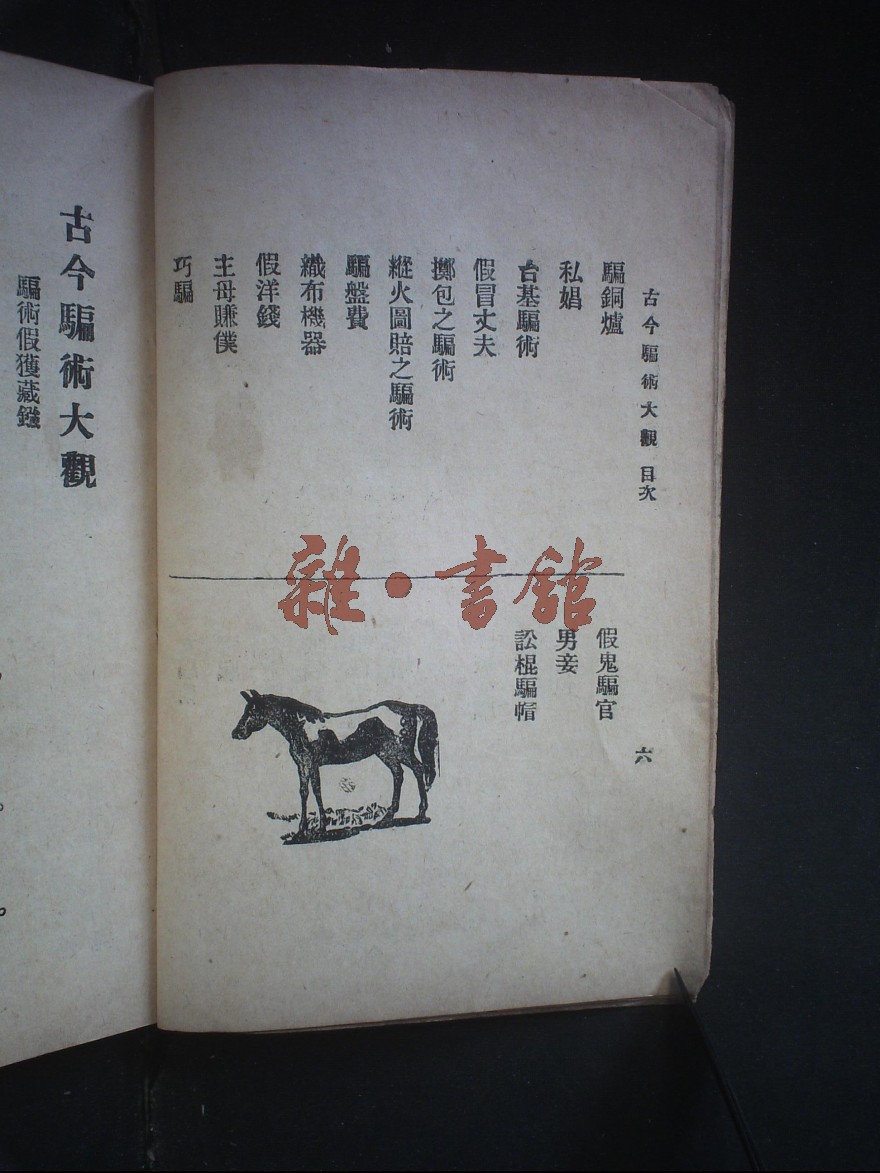 古今騙術大觀 目次
六
騙銅爐
私娼
台基騙術
假冒丈夫
擲包之騙術
縱火圖賠之騙術
騙盤費
織布機器
假洋錢
主母賺僕
巧騙
假鬼騙官
男妾
訟棍騙帽
雜·書館
古今騙術大觀
騙術假獲藏鏹